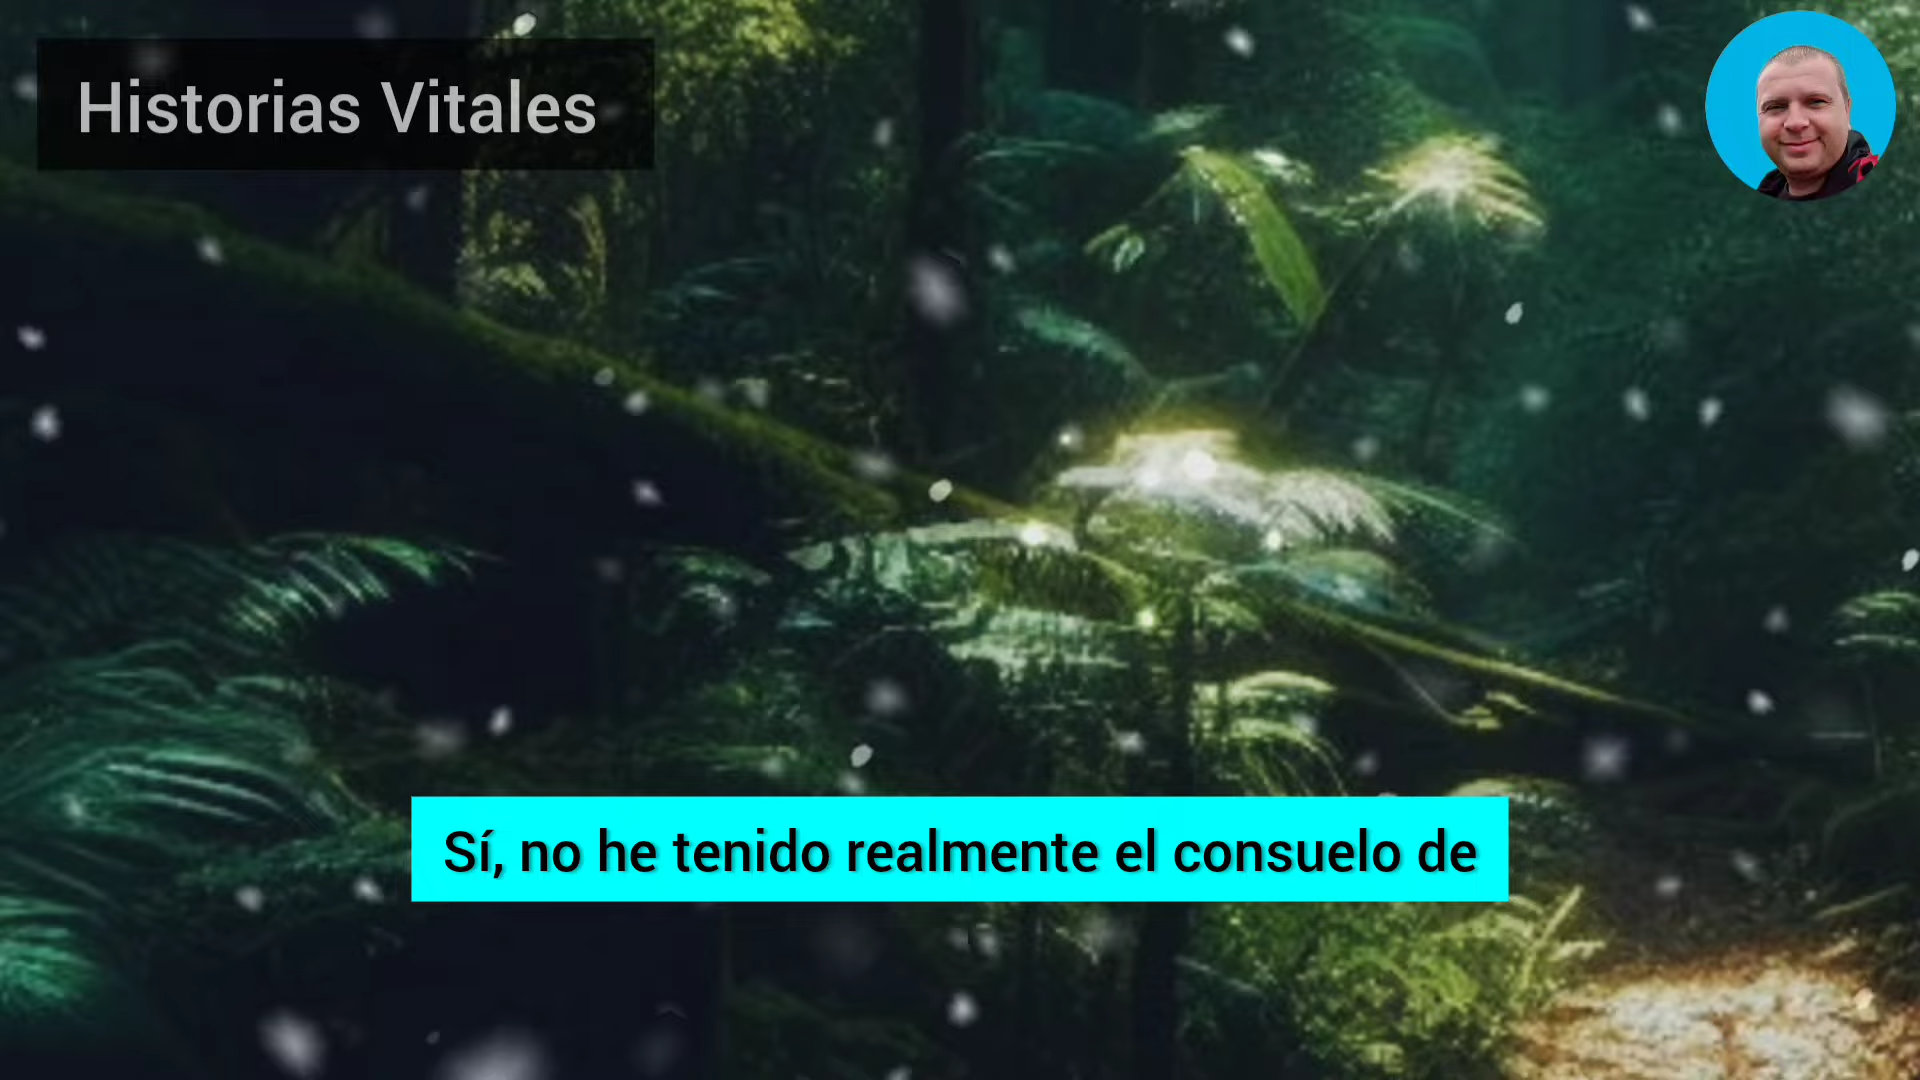 Historias Vitales
Sí, no he tenido realmente el consuelo de